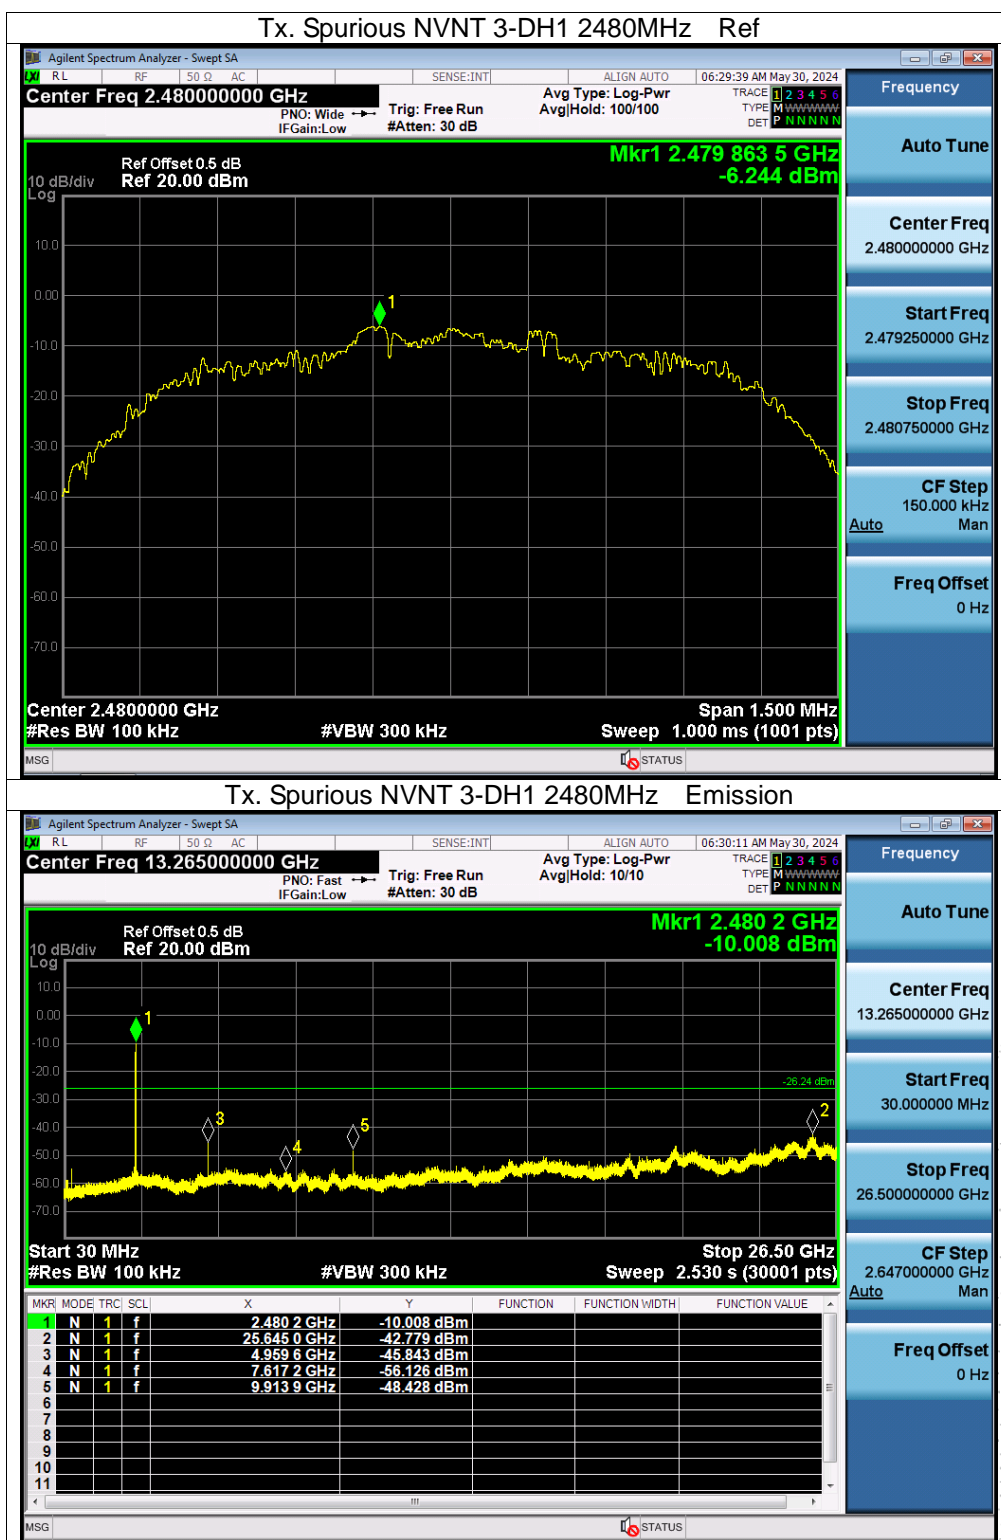 Tx. Spurious NVNT 3-DH1 2480MHz Ref
Agilent Spectrum Analyzer - Swept SA
LXI RL RF 50 Ω AC SENSE:INT ALIGN AUTO 06:29:39 AM May 30, 2024
Center Freq 2.480000000 GHz
PNO: Wide
IFGain:Low
Trig: Free Run
#Atten: 30 dB
Avg Type: Log-Pwr
Avg|Hold: 100/100
TRACE 1 2 3 4 5 6
TYPE M WWWWW
DET P N N N N N
Mkr1 2.479 863 5 GHz
-6.244 dBm
Ref Offset 0.5 dB
10 dB/div Ref 20.00 dBm
Log
10.0
0.00
-10.0
-20.0
-30.0
-40.0
-50.0
-60.0
-70.0
1
Center 2.4800000 GHz Span 1.500 MHz
#Res BW 100 kHz #VBW 300 kHz Sweep 1.000 ms (1001 pts)
MSG STATUS
Frequency
Auto Tune
Center Freq
2.480000000 GHz
Start Freq
2.479250000 GHz
Stop Freq
2.480750000 GHz
CF Step
150.000 kHz
Auto Man
Freq Offset
0 Hz
Tx. Spurious NVNT 3-DH1 2480MHz Emission
Agilent Spectrum Analyzer - Swept SA
LXI RL RF 50 Ω AC SENSE:INT ALIGN AUTO 06:30:11 AM May 30, 2024
Center Freq 13.265000000 GHz
PNO: Fast
IFGain:Low
Trig: Free Run
#Atten: 30 dB
Avg Type: Log-Pwr
Avg|Hold: 10/10
TRACE 1 2 3 4 5 6
TYPE M WWWWW
DET P N N N N N
Mkr1 2.480 2 GHz
-10.008 dBm
Ref Offset 0.5 dB
10 dB/div Ref 20.00 dBm
Log
10.0
0.00
-10.0
-20.0
-30.0
-40.0
-50.0
-60.0
-70.0
1
-26.24 dBm
2
3
5
4
Start 30 MHz Stop 26.50 GHz
#Res BW 100 kHz #VBW 300 kHz Sweep 2.530 s (30001 pts)
MKR MODE TRC SCL X Y FUNCTION FUNCTION WIDTH FUNCTION VALUE
1 N 1 f 2.480 2 GHz -10.008 dBm
2 N 1 f 25.645 0 GHz -42.779 dBm
3 N 1 f 4.959 6 GHz -45.843 dBm
4 N 1 f 7.617 2 GHz -56.126 dBm
5 N 1 f 9.913 9 GHz -48.428 dBm
6
7
8
9
10
11
MSG STATUS
Frequency
Auto Tune
Center Freq
13.265000000 GHz
Start Freq
30.000000 MHz
Stop Freq
26.500000000 GHz
CF Step
2.647000000 GHz
Auto Man
Freq Offset
0 Hz